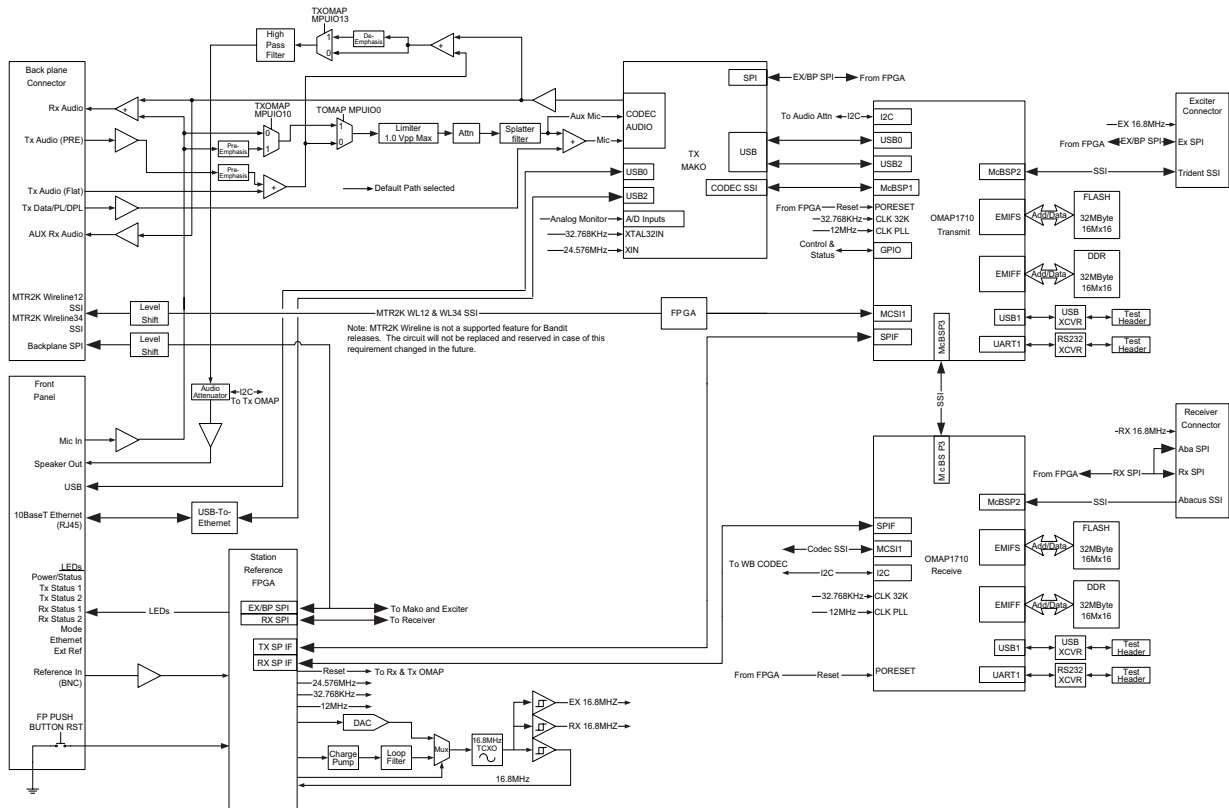 TXOMAP
MPUIO13
High
Pass
Filter
1
0
De-
Emphasis
+
Back plane
Connector
Rx Audio
+
Tx Audio (PRE)
Tx Audio (Flat)
Tx Data/PL/DPL
AUX Rx Audio
MTR2K Wireline12
SSI
MTR2K Wireline34
SSI
Backplane SPI
TXOMAP
MPUIO10
0
1
Pre-
Emphasis
Pre-
Emphasis
+
TOMAP MPUIO0
1
0
Limiter
1.0 Vpp Max
Attn
Splatter
filter
Aux Mic
+
Mic
Default Path selected
Level
Shift
Level
Shift
MTR2K WL12 & WL34 SSI
Note: MTR2K Wireline is not a supported feature for Bandit
releases. The circuit will not be replaced and reserved in case of this
requirement changed in the future.
FPGA
CODEC
AUDIO
TX
MAKO
SPI
EX/BP SPI
From FPGA
USB
CODEC SSI
USB0
USB2
A/D Inputs
Analog Monitor
XTAL32IN
32.768KHz
XIN
24.576MHz
To Audio Attn
I2C
I2C
USB0
USB2
McBSP1
From FPGA
Reset
PORESET
32.768KHz
CLK 32K
12MHz
CLK PLL
Control &
Status
GPIO
MCSI1
SPIF
OMAP1710
Transmit
McBSP2
SSI
EMIFS
Add/Data
FLASH
32MByte
16Mx16
EMIFF
Add/Data
DDR
32MByte
16Mx16
USB1
USB
XCVR
Test
Header
UART1
RS232
XCVR
Test
Header
McBSP3
Exciter
Connector
EX 16.8MHz
EX/BP SPI
From FPGA
Ex SPI
Trident SSI
SSI
Front
Panel
Mic In
Speaker Out
USB
10BaseT Ethernet
(RJ45)
LEDs
Power/Status
Tx Status 1
Tx Status 2
Rx Status 1
Rx Status 2
Mode
Ethernet
Ext Ref
Reference In
(BNC)
FP PUSH
BUTTON RST
Audio
Attenuator
I2C
To Tx OMAP
USB-To-
Ethernet
LEDs
Station
Reference
FPGA
EX/BP SPI
RX SPI
To Mako and Exciter
To Receiver
TX SP IF
RX SP IF
Reset
To Rx & Tx OMAP
24.576MHz
32.768KHz
12MHz
DAC
Charge
Pump
Loop
Filter
Mux
16.8MHz
TCXO
EX 16.8MHZ
RX 16.8MHZ
16.8MHz
McBSP3
SPIF
Codec SSI
MCSI1
To WB CODEC
I2C
I2C
32.768KHz
CLK 32K
12MHz
CLK PLL
From FPGA
Reset
PORESET
OMAP1710
Receive
McBSP2
SSI
EMIFS
Add/Data
FLASH
32MByte
16Mx16
EMIFF
Add/Data
DDR
32MByte
16Mx16
USB1
USB
XCVR
Test
Header
UART1
RS232
XCVR
Test
Header
Receiver
Connector
RX 16.8MHz
Aba SPI
From FPGA
RX SPI
Rx SPI
Abacus SSI